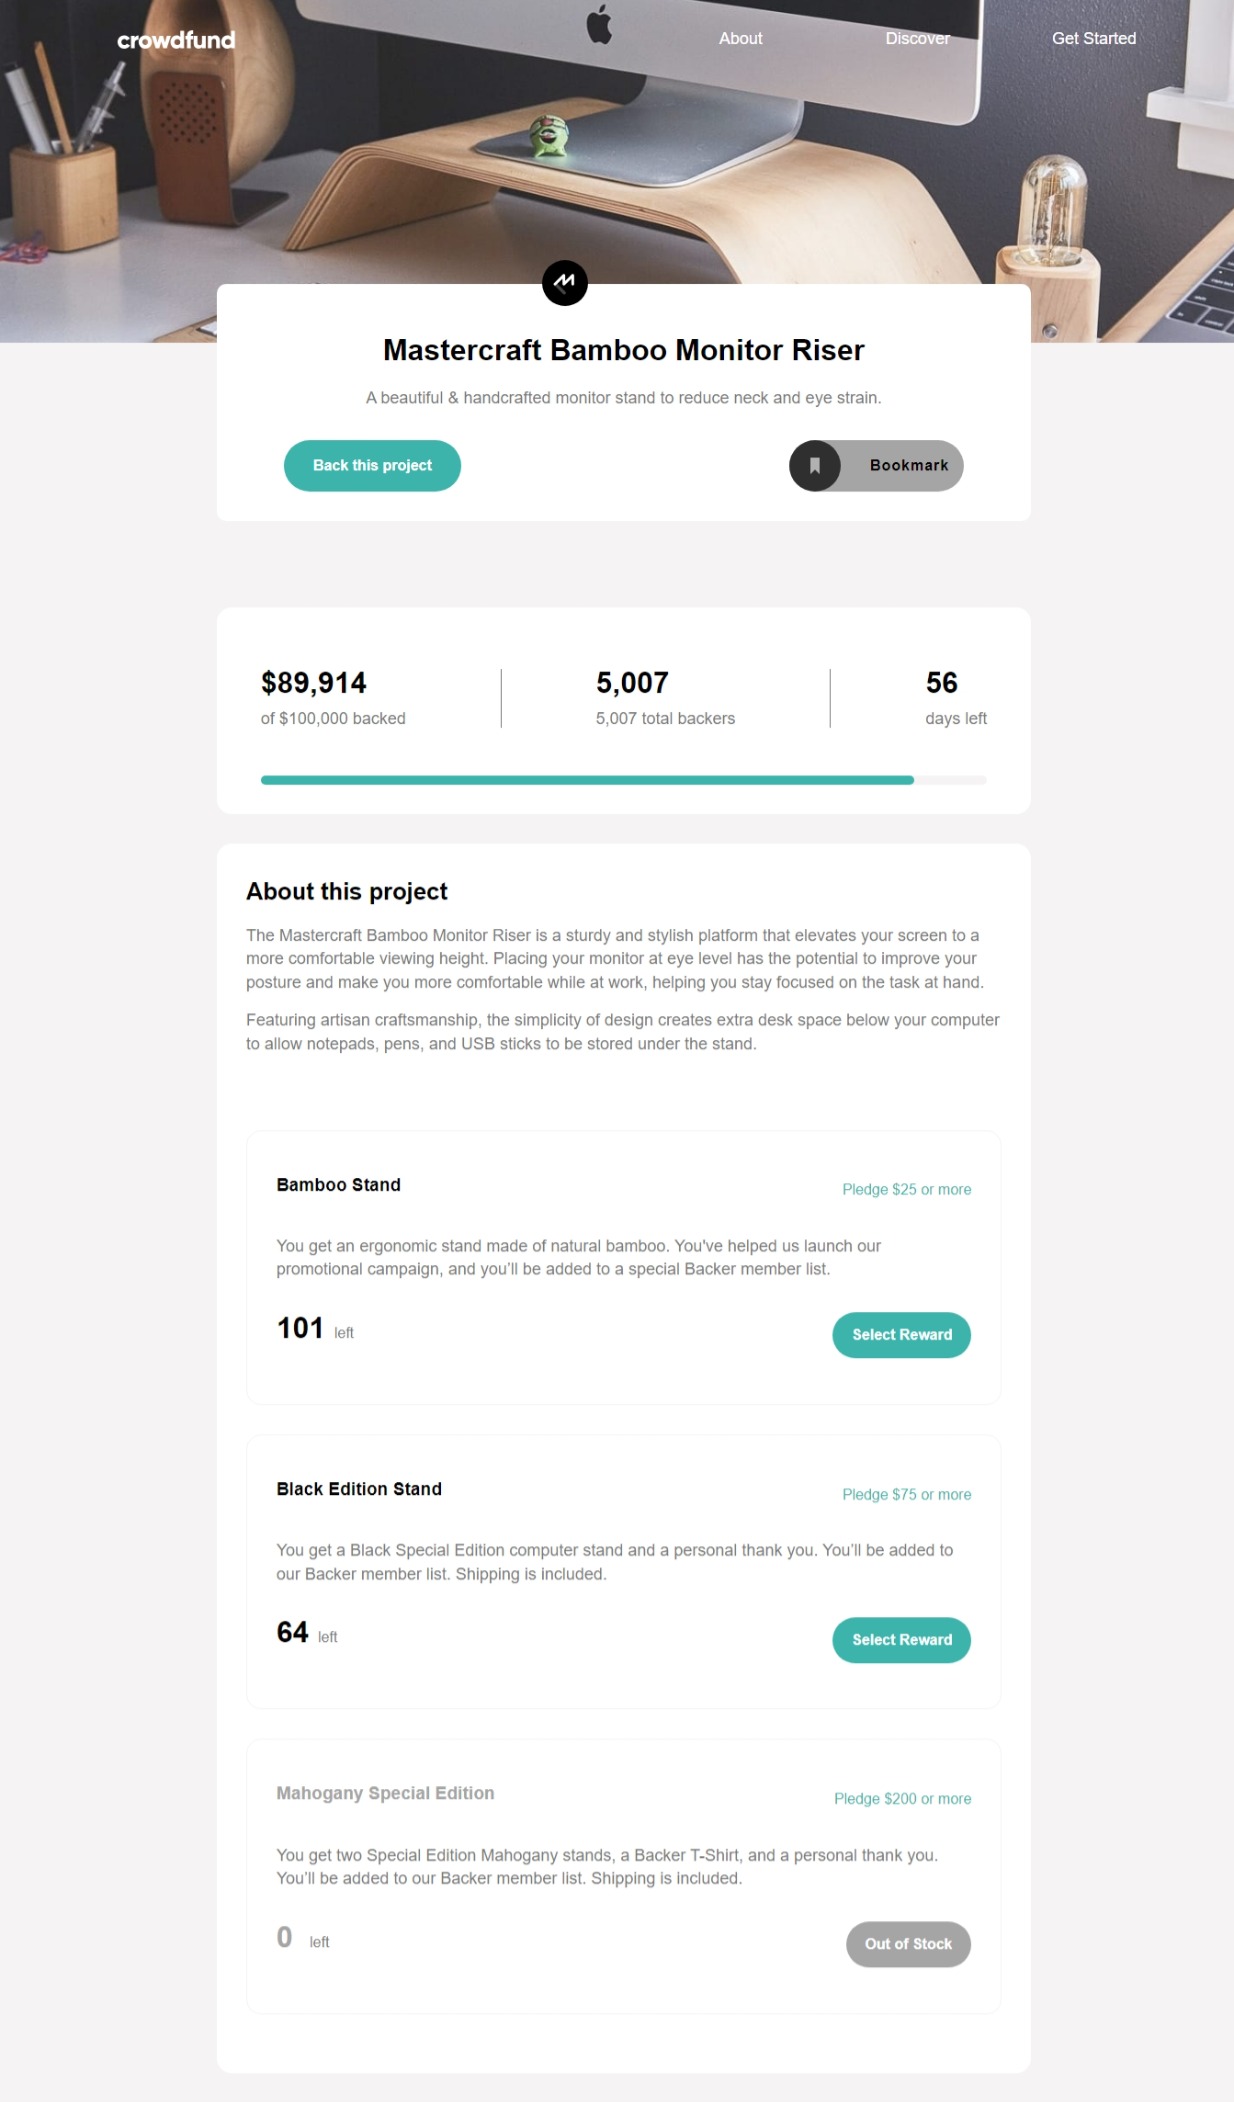 crowdfund
About
Discover
Get Started
Mastercraft Bamboo Monitor Riser
A beautiful & handcrafted monitor stand to reduce neck and eye strain.
Back this project
Bookmark
$89,914
of $100,000 backed
5,007
5,007 total backers
56
days left
About this project
The Mastercraft Bamboo Monitor Riser is a sturdy and stylish platform that elevates your screen to a
more comfortable viewing height. Placing your monitor at eye level has the potential to improve your
posture and make you more comfortable while at work, helping you stay focused on the task at hand.
Featuring artisan craftsmanship, the simplicity of design creates extra desk space below your computer
to allow notepads, pens, and USB sticks to be stored under the stand.
Bamboo Stand
Pledge $25 or more
You get an ergonomic stand made of natural bamboo. You've helped us launch our
promotional campaign, and you’ll be added to a special Backer member list.
101 left
Select Reward
Black Edition Stand
Pledge $75 or more
You get a Black Special Edition computer stand and a personal thank you. You’ll be added to
our Backer member list. Shipping is included.
64 left
Select Reward
Mahogany Special Edition
Pledge $200 or more
You get two Special Edition Mahogany stands, a Backer T-Shirt, and a personal thank you.
You’ll be added to our Backer member list. Shipping is included.
0 left
Out of Stock